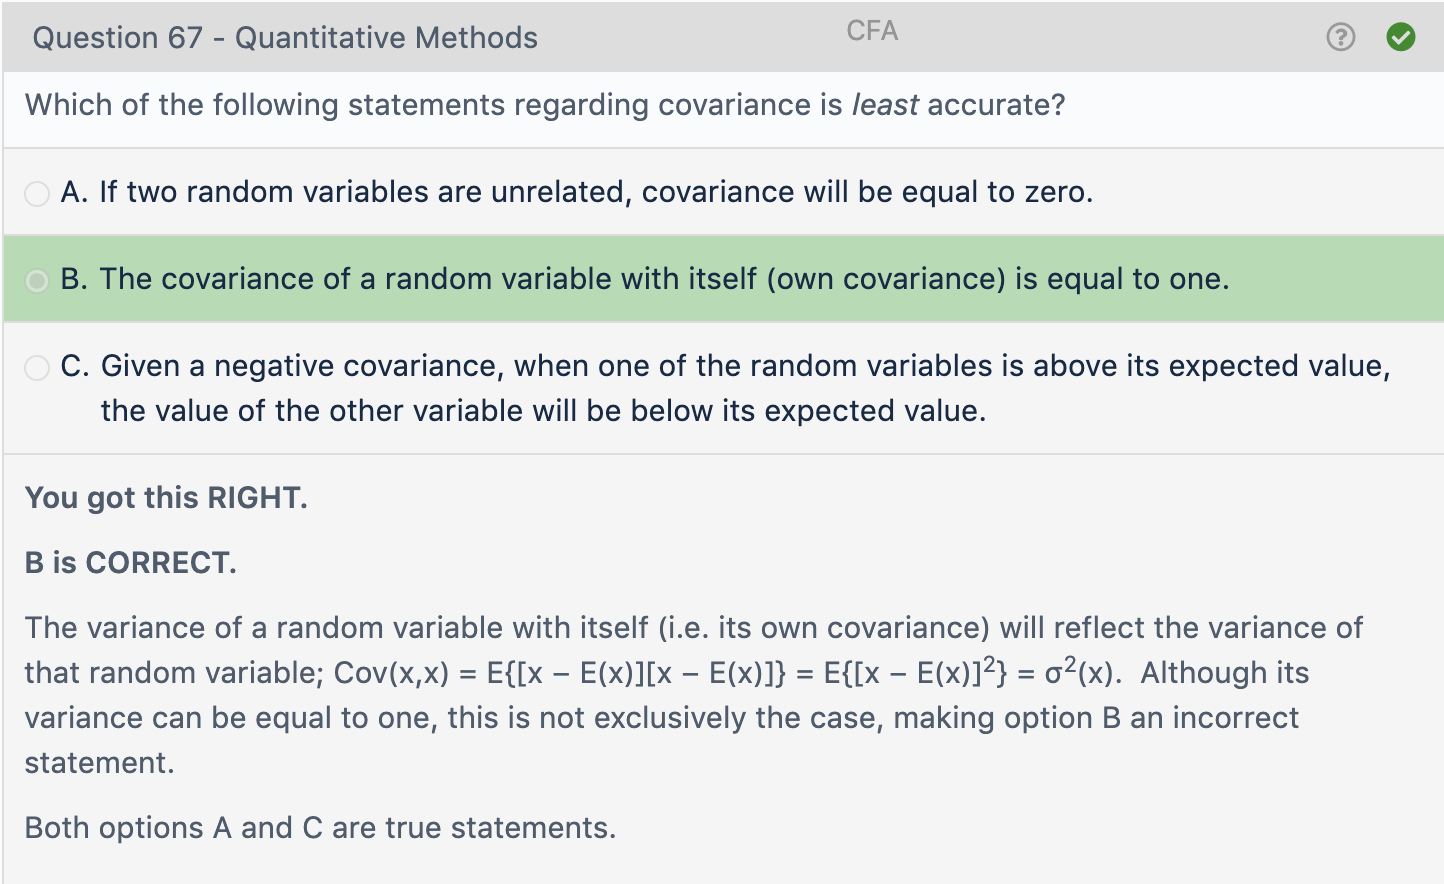 Question 67 - Quantitative Methods
CFA
?
Which of the following statements regarding covariance is least accurate?
A. If two random variables are unrelated, covariance will be equal to zero.
B. The covariance of a random variable with itself (own covariance) is equal to one.
C. Given a negative covariance, when one of the random variables is above its expected value,
the value of the other variable will be below its expected value.
You got this RIGHT.
B is CORRECT.
The variance of a random variable with itself (i.e. its own covariance) will reflect the variance of
that random variable; Cov(x,x) = E{[x – E(x)][x – E(x)]} = E{[x – E(x)]²} = σ²(x).  Although its
variance can be equal to one, this is not exclusively the case, making option B an incorrect
statement.
Both options A and C are true statements.